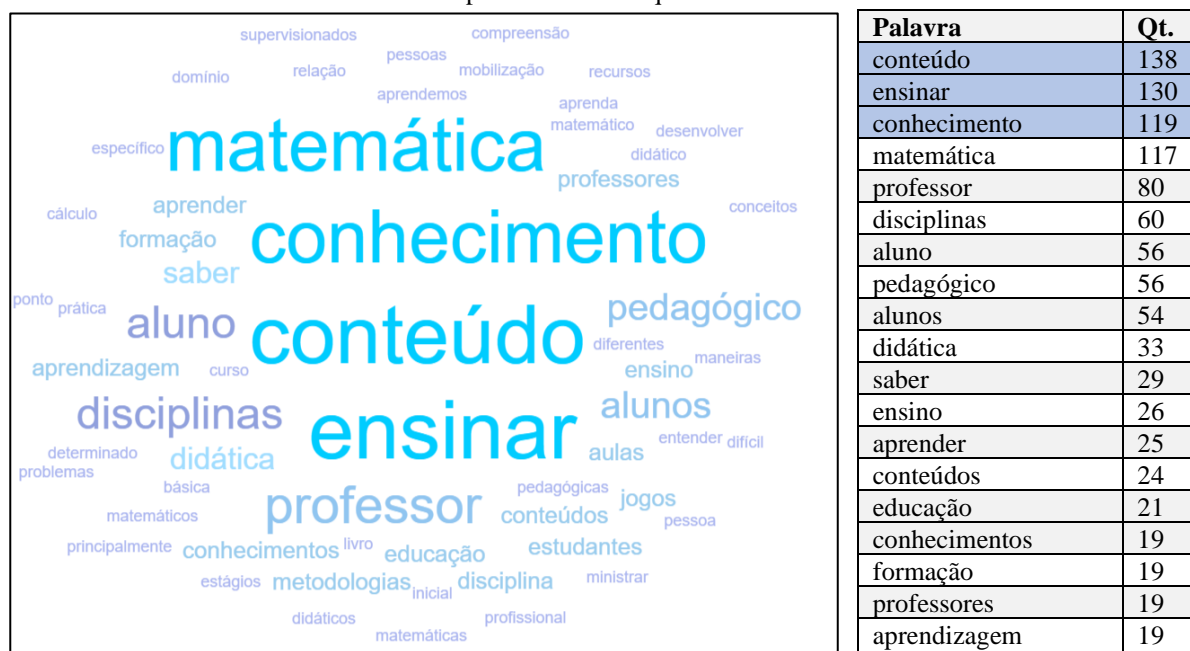 supervisionados compreensão
pessoas
domínio relação mobilização recursos
aprendemos aprenda
matemática matemático desenvolver
específico didático
professores
cálculo aprender conceitos
formação conhecimento
saber
ponto prática aluno conteúdo pedagógico
diferentes
aprendizagem curso ensino maneiras
disciplinas ensinar alunos
determinado didática aulas entender difícil
problemas
básica pedagógicas jogos
matemáticos professor conteúdos pessoa
principalmente conhecimentos livro educação estudantes
estágios metodologias inicial disciplina ministrar
didáticos profissional
matemáticas
Palavra Qt.
conteúdo 138
ensinar 130
conhecimento 119
matemática 117
professor 80
disciplinas 60
aluno 56
pedagógico 56
alunos 54
didática 33
saber 29
ensino 26
aprender 25
conteúdos 24
educação 21
conhecimentos 19
formação 19
professores 19
aprendizagem 19